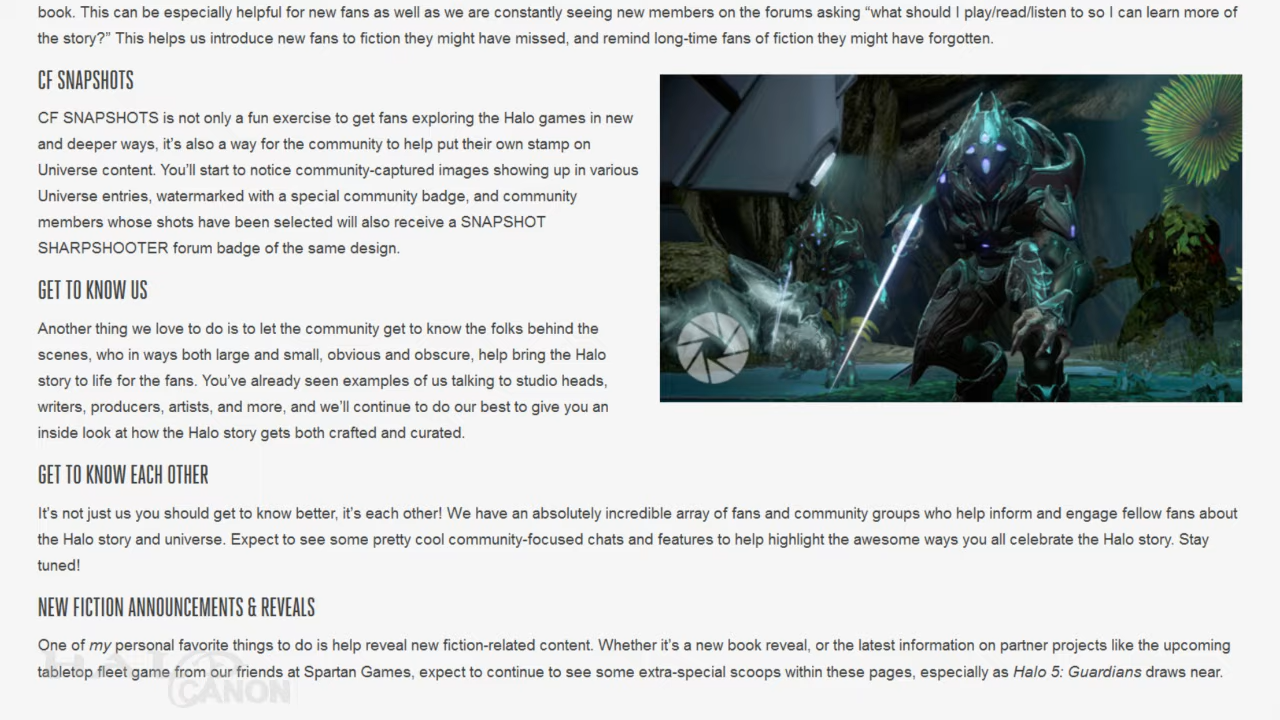 book. This can be especially helpful for new fans as well as we are constantly seeing new members on the forums asking “what should I play/read/listen to so I can learn more of
the story?” This helps us introduce new fans to fiction they might have missed, and remind long-time fans of fiction they might have forgotten.
CF SNAPSHOTS
CF SNAPSHOTS is not only a fun exercise to get fans exploring the Halo games in new
and deeper ways, it’s also a way for the community to help put their own stamp on
Universe content. You’ll start to notice community-captured images showing up in various
Universe entries, watermarked with a special community badge, and community
members whose shots have been selected will also receive a SNAPSHOT
SHARPSHOOTER forum badge of the same design.
GET TO KNOW US
Another thing we love to do is to let the community get to know the folks behind the
scenes, who in ways both large and small, obvious and obscure, help bring the Halo
story to life for the fans. You’ve already seen examples of us talking to studio heads,
writers, producers, artists, and more, and we’ll continue to do our best to give you an
inside look at how the Halo story gets both crafted and curated.
GET TO KNOW EACH OTHER
It’s not just us you should get to know better, it’s each other! We have an absolutely incredible array of fans and community groups who help inform and engage fellow fans about
the Halo story and universe. Expect to see some pretty cool community-focused chats and features to help highlight the awesome ways you all celebrate the Halo story. Stay
tuned!
NEW FICTION ANNOUNCEMENTS & REVEALS
One of my personal favorite things to do is help reveal new fiction-related content. Whether it’s a new book reveal, or the latest information on partner projects like the upcoming
tabletop fleet game from our friends at Spartan Games, expect to continue to see some extra-special scoops within these pages, especially as Halo 5: Guardians draws near.
HALO
CANON